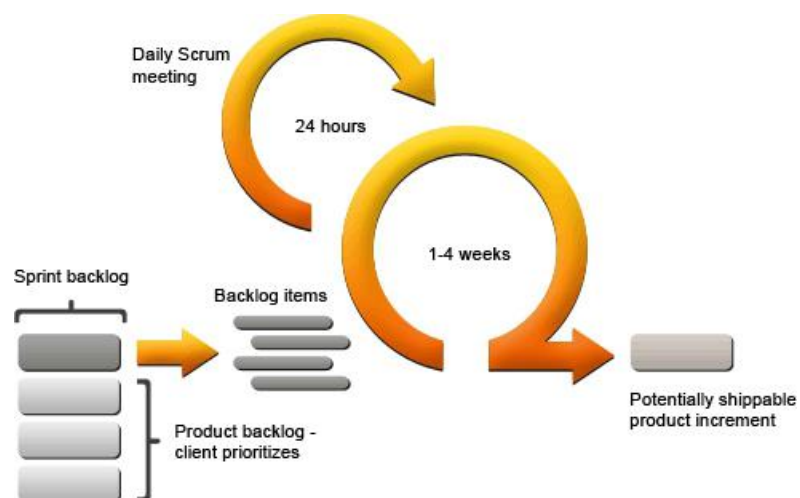 Daily Scrum
meeting
24 hours
1-4 weeks
Sprint backlog
Backlog items
Product backlog -
client prioritizes
Potentially shippable
product increment